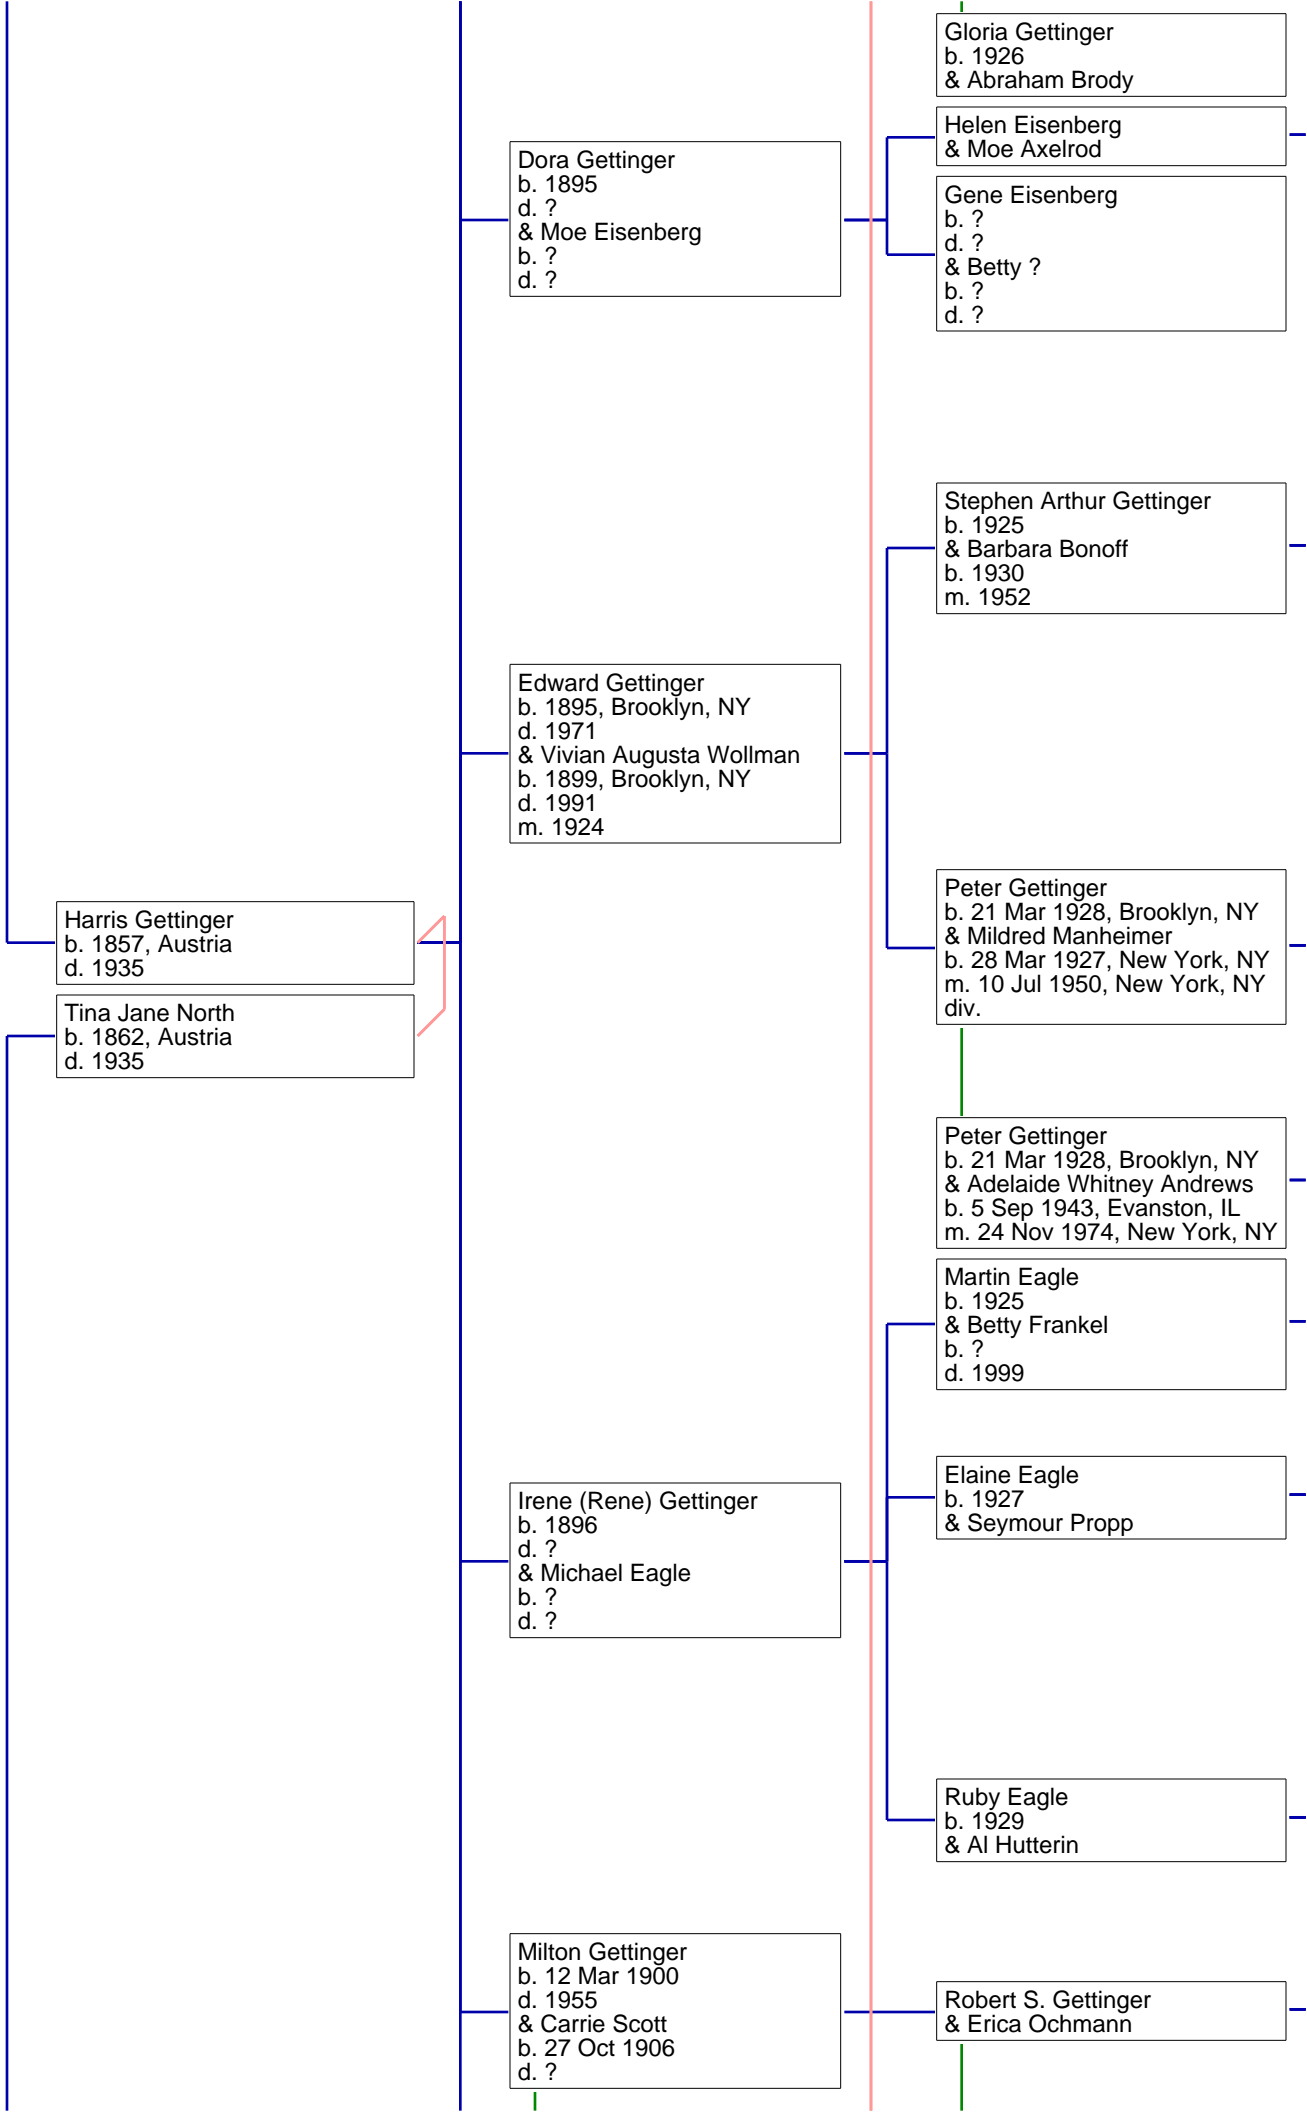 Gloria Gettinger
b. 1926
& Abraham Brody
Helen Eisenberg
& Moe Axelrod
Dora Gettinger
b. 1895
d. ?
& Moe Eisenberg
b. ?
d. ?
Gene Eisenberg
b. ?
d. ?
& Betty ?
b. ?
d. ?
Stephen Arthur Gettinger
b. 1925
& Barbara Bonoff
b. 1930
m. 1952
Edward Gettinger
b. 1895, Brooklyn, NY
d. 1971
& Vivian Augusta Wollman
b. 1899, Brooklyn, NY
d. 1991
m. 1924
Peter Gettinger
b. 21 Mar 1928, Brooklyn, NY
& Mildred Manheimer
b. 28 Mar 1927, New York, NY
m. 10 Jul 1950, New York, NY
div.
Harris Gettinger
b. 1857, Austria
d. 1935
Tina Jane North
b. 1862, Austria
d. 1935
Peter Gettinger
b. 21 Mar 1928, Brooklyn, NY
& Adelaide Whitney Andrews
b. 5 Sep 1943, Evanston, IL
m. 24 Nov 1974, New York, NY
Martin Eagle
b. 1925
& Betty Frankel
b. ?
d. 1999
Elaine Eagle
b. 1927
& Seymour Propp
Irene (Rene) Gettinger
b. 1896
d. ?
& Michael Eagle
b. ?
d. ?
Ruby Eagle
b. 1929
& Al Hutterin
Milton Gettinger
b. 12 Mar 1900
d. 1955
& Carrie Scott
b. 27 Oct 1906
d. ?
Robert S. Gettinger
& Erica Ochmann